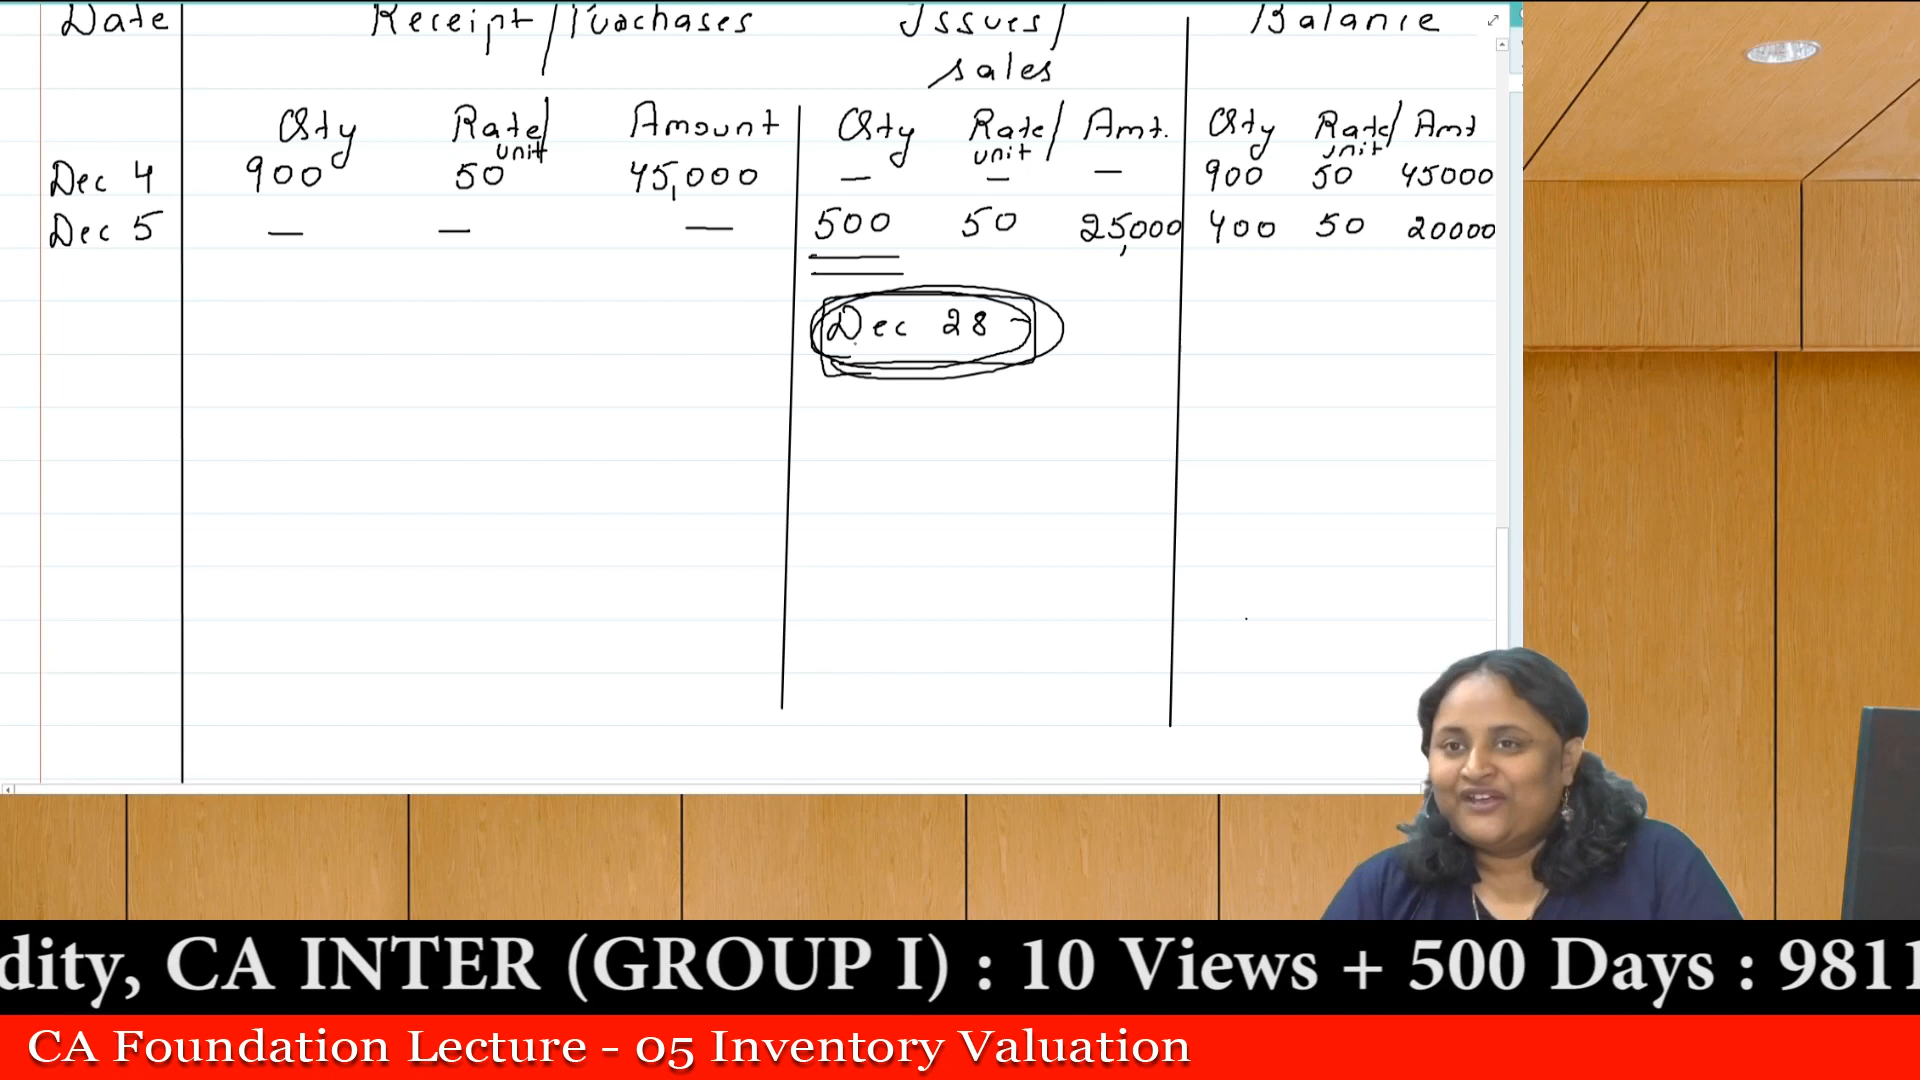 Date Receipt/Purchases Issues/ Balance
sales
Qty Rate/ Amount Qty Rate/ Amt. Qty Rate/ Amt
unit unit unit
Dec 4 900 50 45,000 — — — 900 50 45000
Dec 5 — — — 500 50 25,000 400 50 20000
Dec 28
dity, CA INTER (GROUP I) : 10 Views + 500 Days : 9811
CA Foundation Lecture - 05 Inventory Valuation